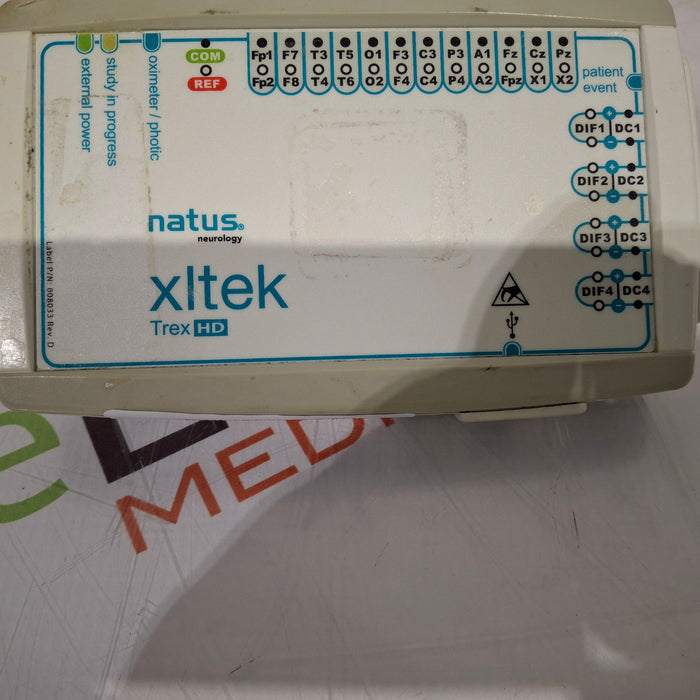 external power
study in progress
oximeter / photic
COM
REF
Fp1 F7 T3 T5 O1 F3 C3 P3 A1 Fz Cz Pz
Fp2 F8 T4 T6 O2 F4 C4 P4 A2 Fpz X1 X2
patient
event
DIF1 DC1
DIF2 DC2
DIF3 DC3
DIF4 DC4
natus®
neurology
xltek
Trex HD
Label P/N: 008033 Rev. D
MED